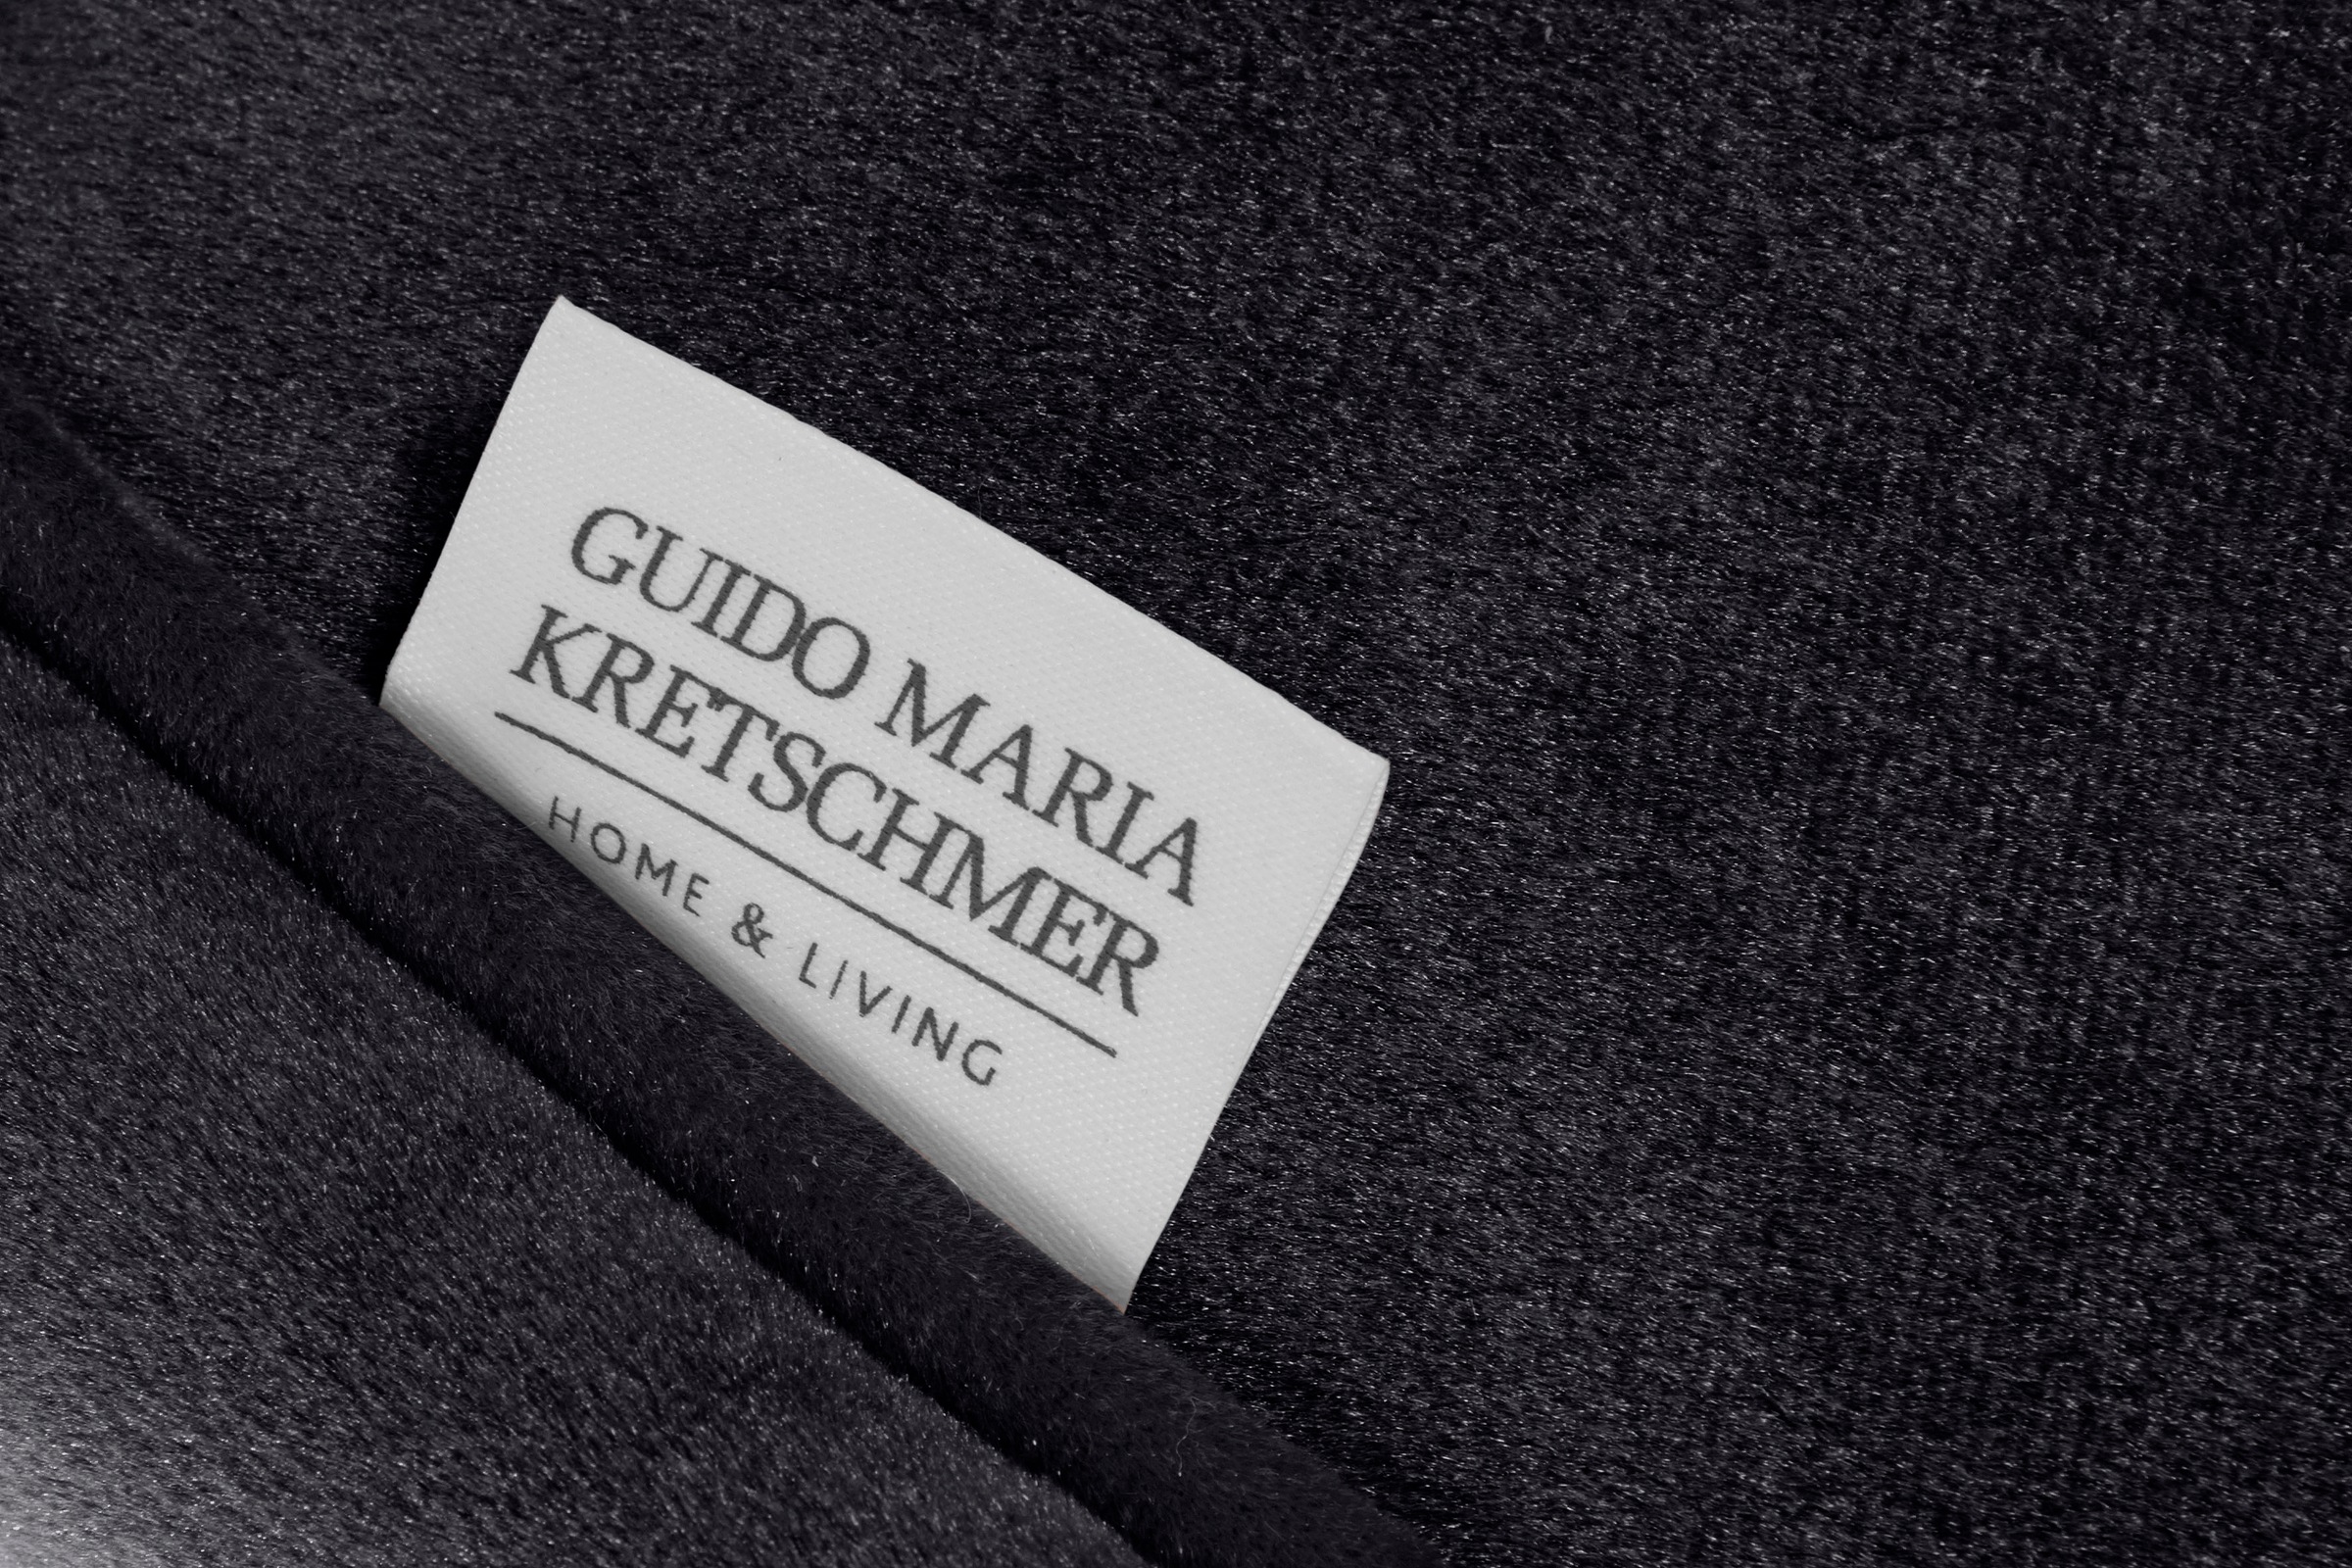 GUIDO MARIA
KRETSCHMER
HOME & LIVING